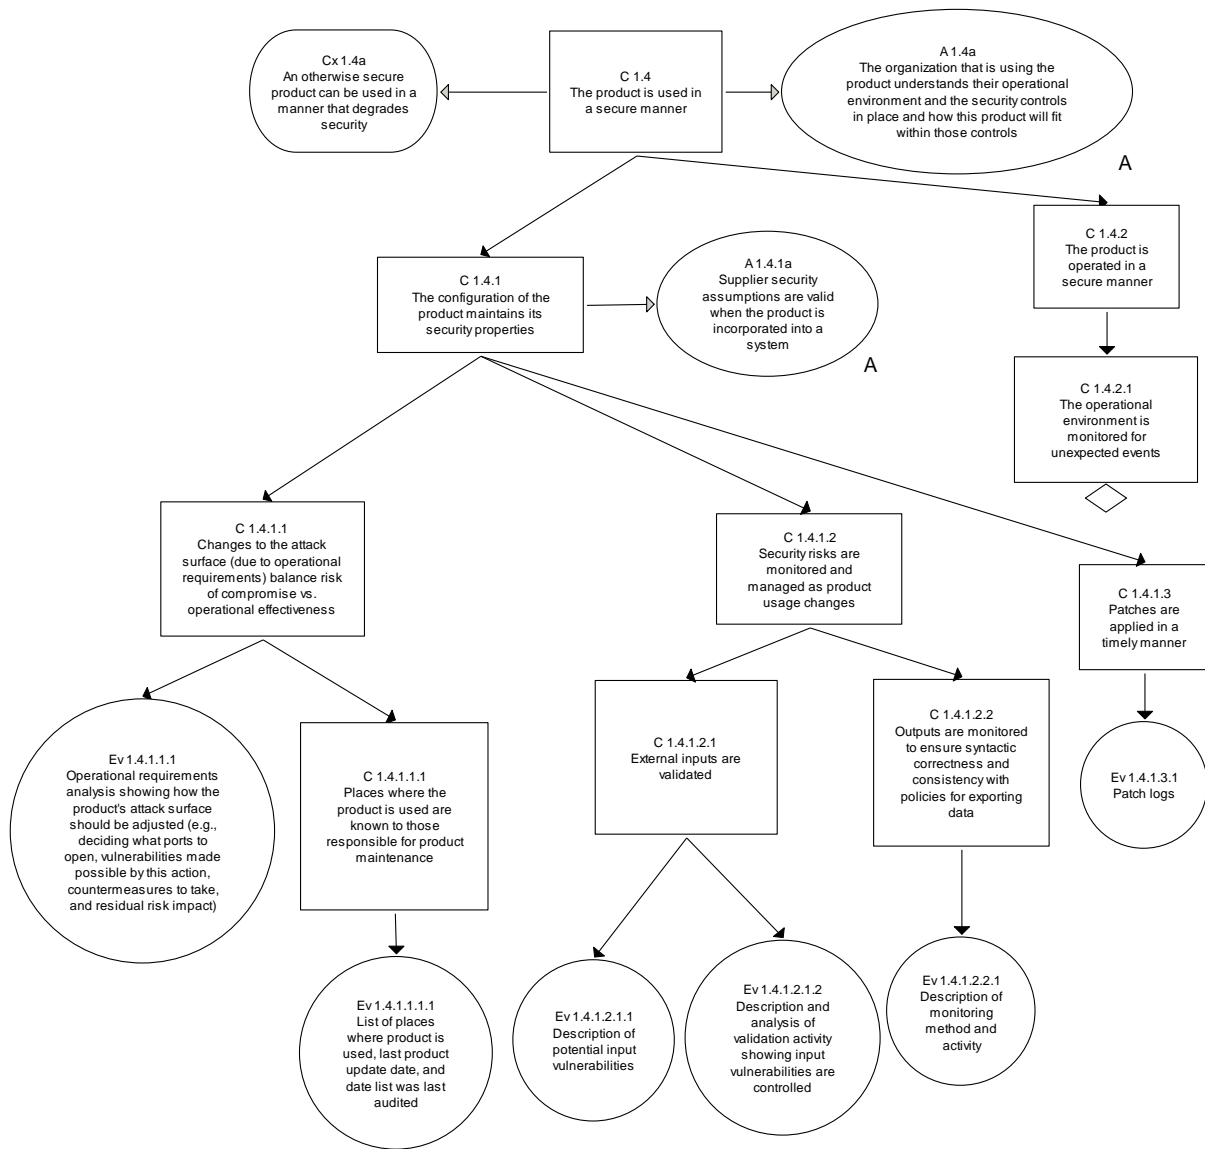 Cx 1.4a
An otherwise secure
product can be used in a
manner that degrades
security
C 1.4
The product is used in
a secure manner
A 1.4a
The organization that is using the
product understands their operational
environment and the security controls
in place and how this product will fit
within those controls
A
C 1.4.2
The product is
operated in a
secure manner
C 1.4.1
The configuration of the
product maintains its
security properties
A 1.4.1a
Supplier security
assumptions are valid
when the product is
incorporated into a
system
A
C 1.4.2.1
The operational
environment is
monitored for
unexpected events
C 1.4.1.1
Changes to the attack
surface (due to operational
requirements) balance risk
of compromise vs.
operational effectiveness
C 1.4.1.2
Security risks are
monitored and
managed as product
usage changes
C 1.4.1.3
Patches are
applied in a
timely manner
Ev 1.4.1.1.1
Operational requirements
analysis showing how the
product's attack surface
should be adjusted (e.g.,
deciding what ports to
open, vulnerabilities made
possible by this action,
countermeasures to take,
and residual risk impact)
C 1.4.1.1.1
Places where the
product is used are
known to those
responsible for product
maintenance
C 1.4.1.2.1
External inputs are
validated
C 1.4.1.2.2
Outputs are monitored
to ensure syntactic
correctness and
consistency with
policies for exporting
data
Ev 1.4.1.3.1
Patch logs
Ev 1.4.1.1.1.1
List of places
where product is
used, last product
update date, and
date list was last
audited
Ev 1.4.1.2.1.1
Description of
potential input
vulnerabilities
Ev 1.4.1.2.1.2
Description and
analysis of
validation activity
showing input
vulnerabilities are
controlled
Ev 1.4.1.2.2.1
Description of
monitoring
method and
activity